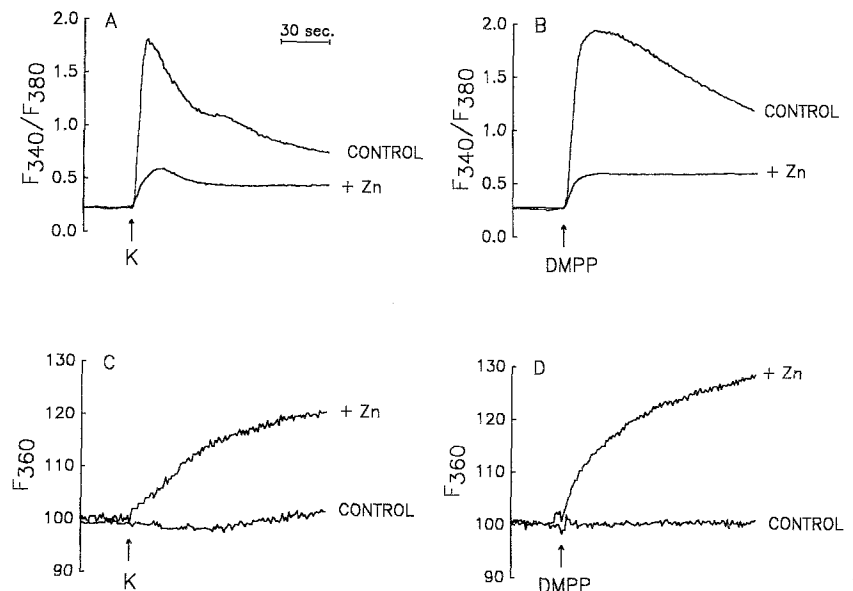 A
30 sec.
2.0
1.5
1.0
0.5
0.0
F340/F380
CONTROL
+ Zn
K
B
2.0
1.5
1.0
0.5
0.0
F340/F380
CONTROL
+ Zn
DMPP
C
130
120
110
100
90
F360
+ Zn
CONTROL
K
D
130
120
110
100
90
F360
+ Zn
CONTROL
DMPP